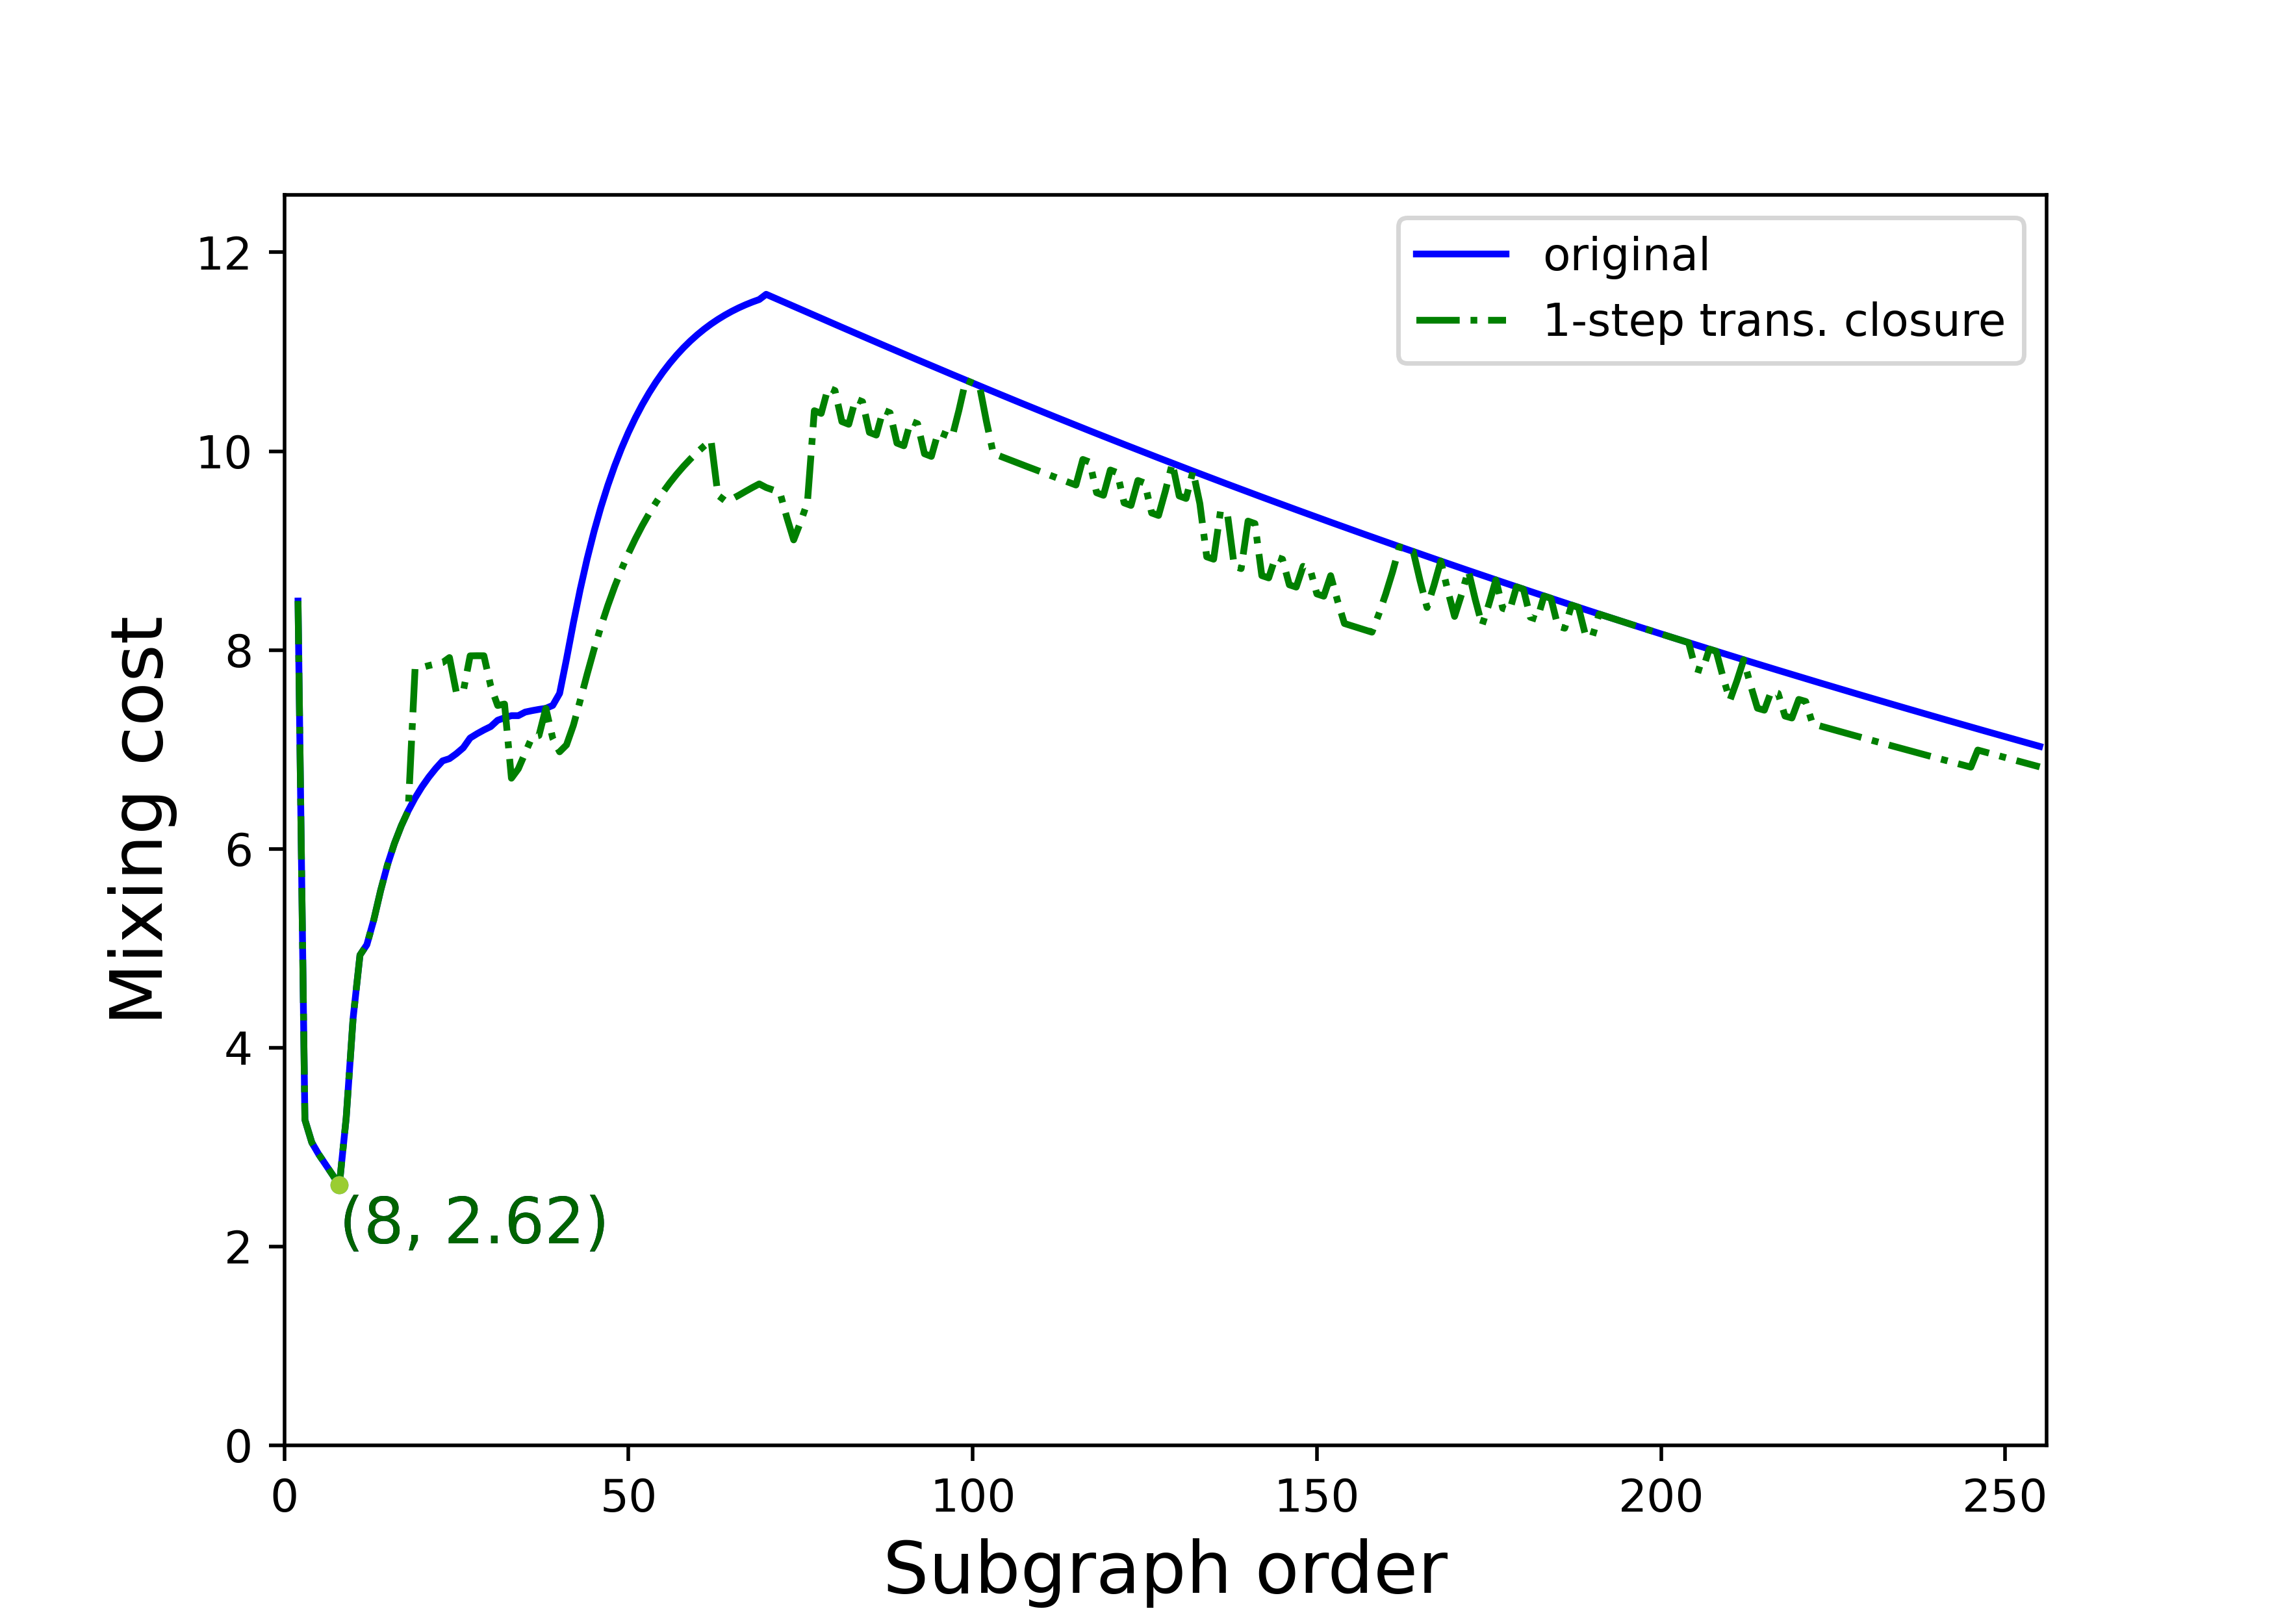 original
1-step trans. closure
12
10
8
6
4
2
0
Mixing cost
(8, 2.62)
0 50 100 150 200 250
Subgraph order